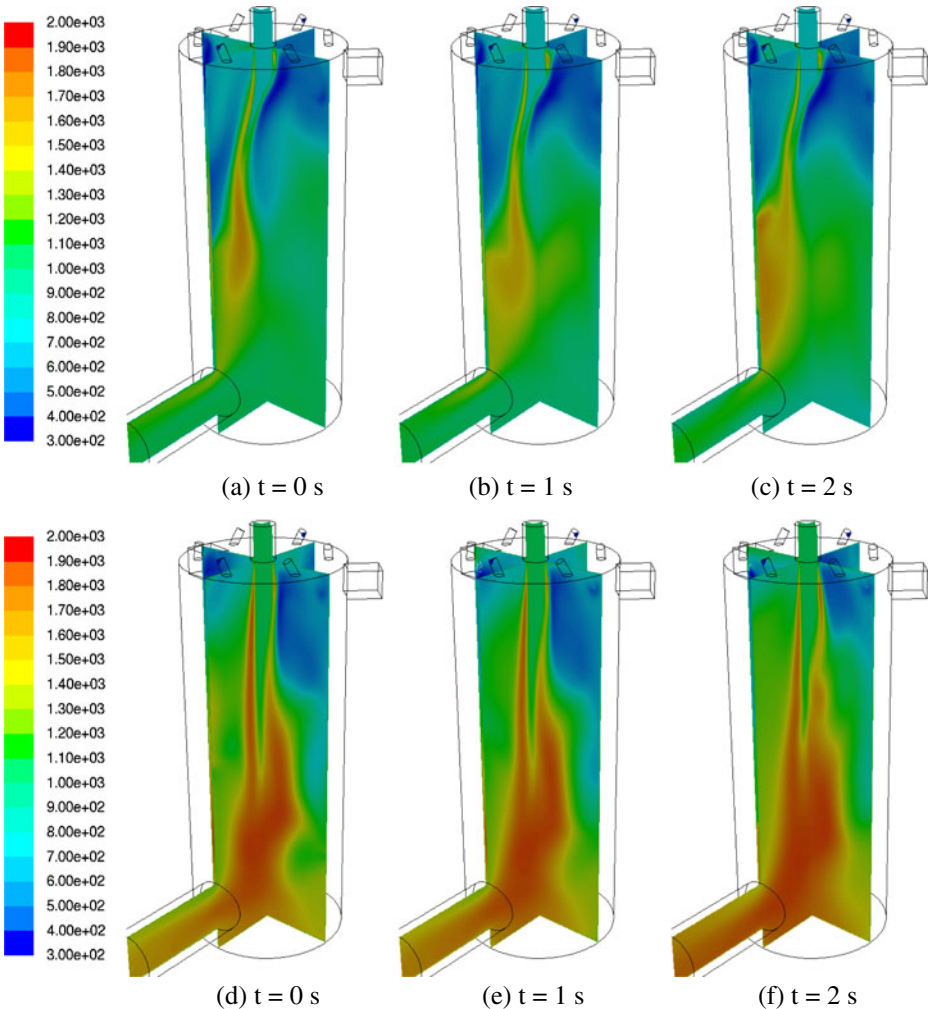 2.00e+03
1.90e+03
1.80e+03
1.70e+03
1.60e+03
1.50e+03
1.40e+03
1.30e+03
1.20e+03
1.10e+03
1.00e+03
9.00e+02
8.00e+02
7.00e+02
6.00e+02
5.00e+02
4.00e+02
3.00e+02
(a) t = 0 s
(b) t = 1 s
(c) t = 2 s
2.00e+03
1.90e+03
1.80e+03
1.70e+03
1.60e+03
1.50e+03
1.40e+03
1.30e+03
1.20e+03
1.10e+03
1.00e+03
9.00e+02
8.00e+02
7.00e+02
6.00e+02
5.00e+02
4.00e+02
3.00e+02
(d) t = 0 s
(e) t = 1 s
(f) t = 2 s